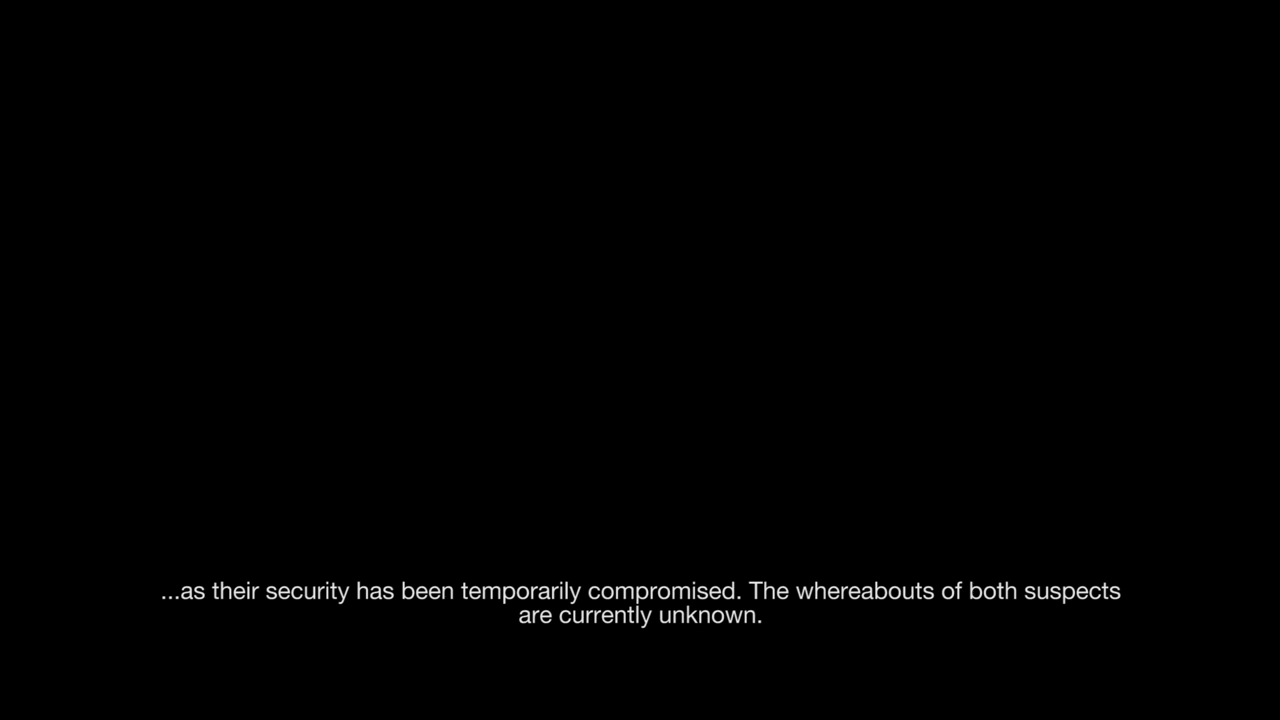 ...as their security has been temporarily compromised. The whereabouts of both suspects
are currently unknown.